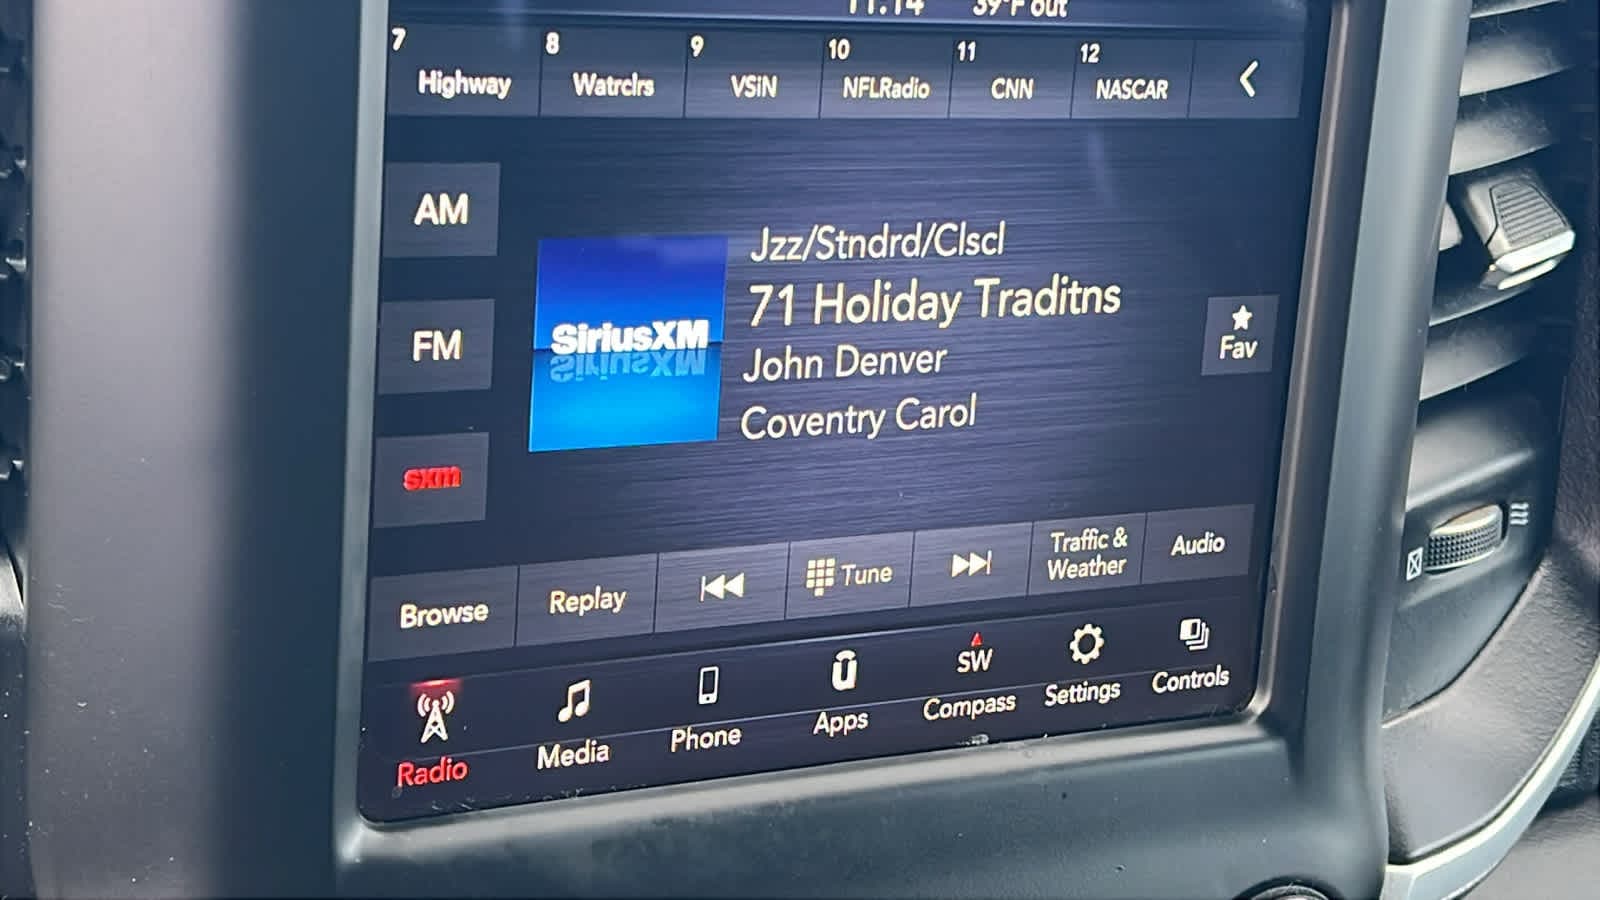 11:14 39°F out
7 8 9 10 11 12
Highway Watrclrs VSiN NFLRadio CNN NASCAR
AM
Jzz/Stndrd/Clscl
SiriusXM
71 Holiday Traditns
FM
John Denver
Fav
Coventry Carol
sxm
Browse Replay Tune Traffic & Audio
Weather
SW
Radio Media Phone Apps Compass Settings Controls